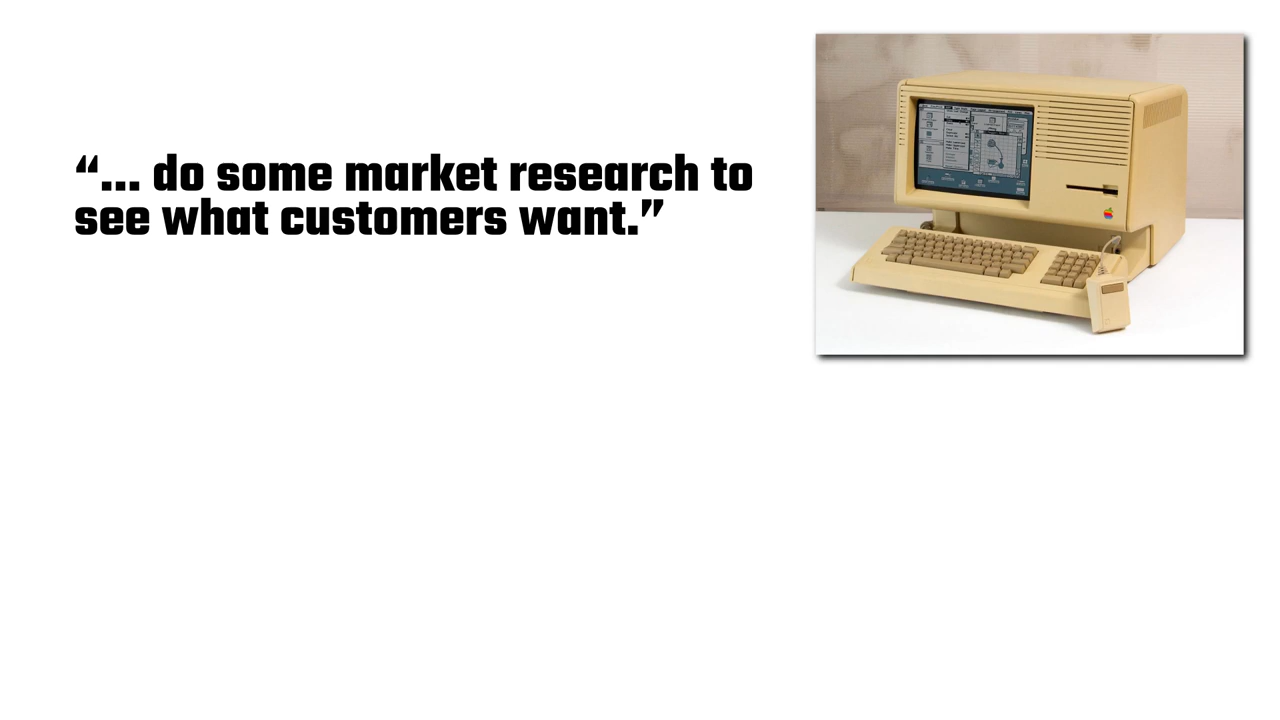 “... do some market research to
see what customers want.”